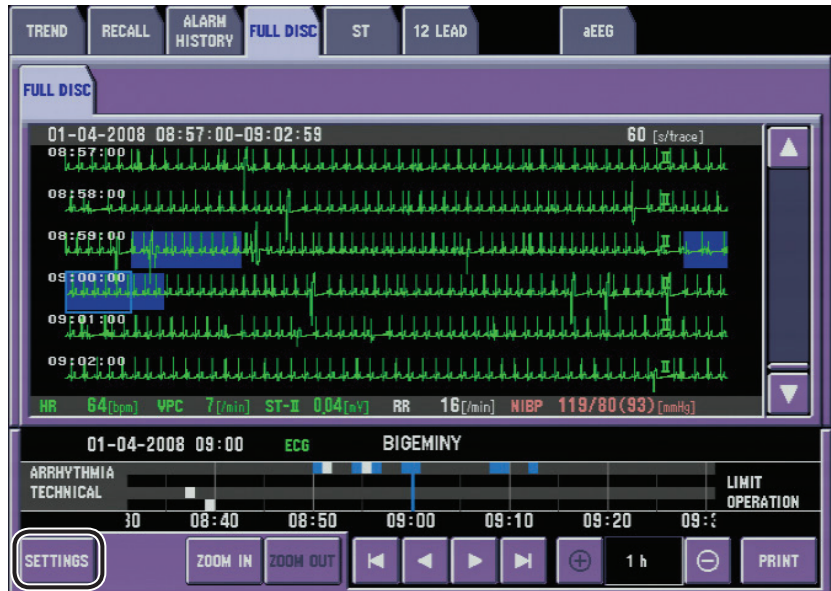 TREND RECALL ALARM HISTORY FULL DISC ST 12 LEAD aEEG
FULL DISC
01-04-2008 08:57:00-09:02:59 60 [s/trace]
08:57:00 II
08:58:00 II
08:59:00 II
09:00:00 II
09:01:00 II
09:02:00 II
HR 64[bpm] VPC 7[/min] ST-II 0.04[mV] RR 16[/min] NIBP 119/80(93)[mmHg]
01-04-2008 09:00 ECG BIGEMINY
ARRHYTHMIA
TECHNICAL
LIMIT
OPERATION
08:40 08:50 09:00 09:10 09:20
SETTINGS ZOOM IN ZOOM OUT 1 h PRINT